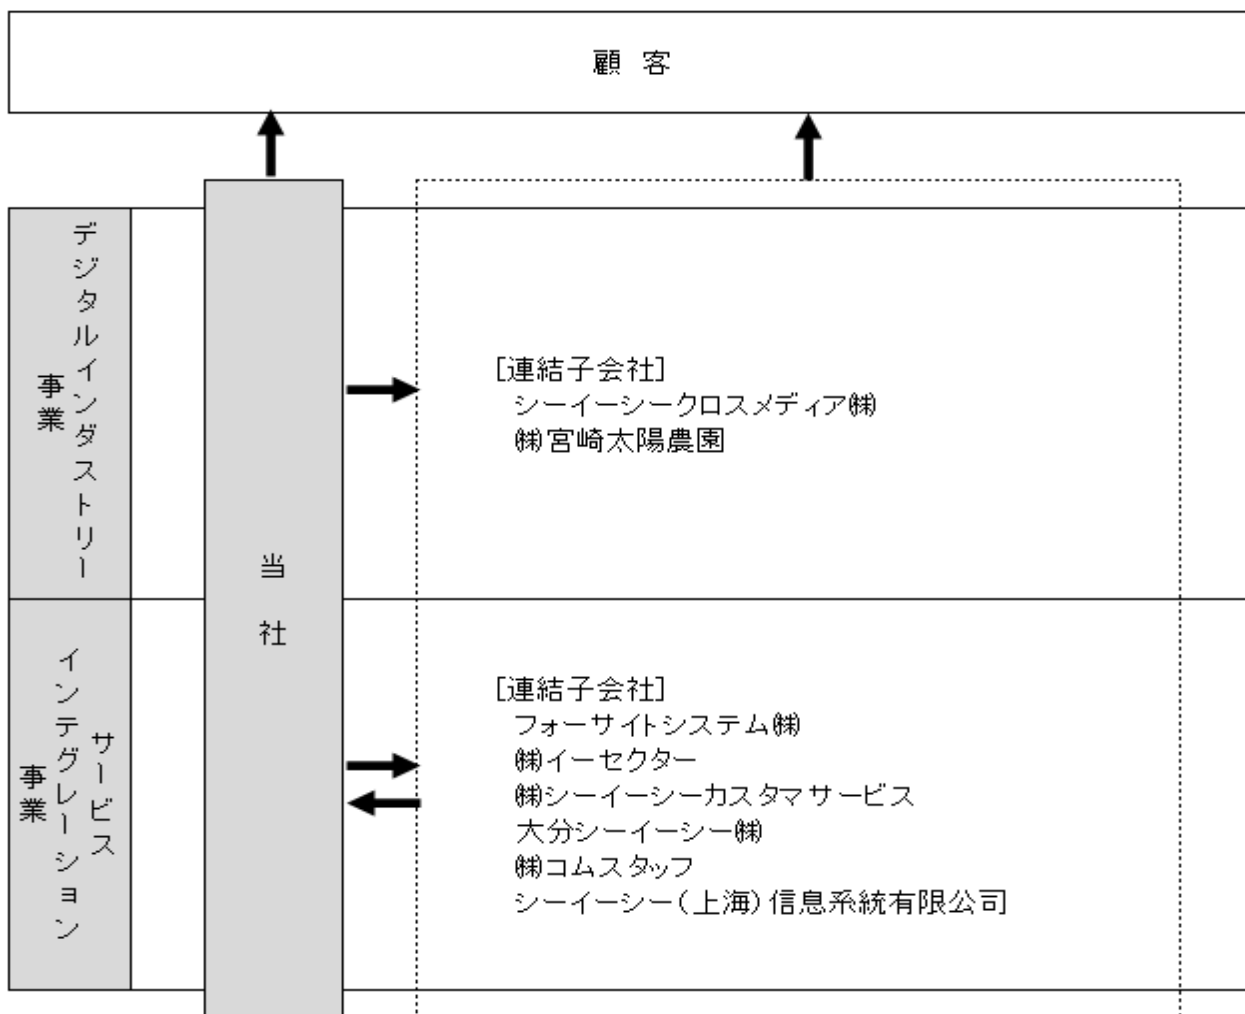 顧 客
デジタルインダストリー
事業
当 社
[連結子会社]
シーイーシークロスメディア㈱
㈱宮崎太陽農園
サービス
インテグレーション
事業
[連結子会社]
フォーサイトシステム㈱
㈱イーセクター
㈱シーイーシーカスタマサービス
大分シーイーシー㈱
㈱コムスタッフ
シーイーシー(上海)信息系統有限公司